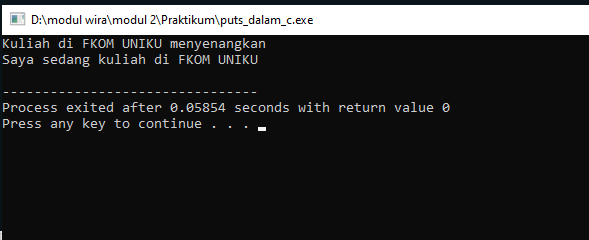 D:\modul wira\modul 2\Praktikum\puts_dalam_c.exe
Kuliah di FKOM UNIKU menyenangkan
Saya sedang kuliah di FKOM UNIKU
--------------------------------
Process exited after 0.05854 seconds with return value 0
Press any key to continue . . .